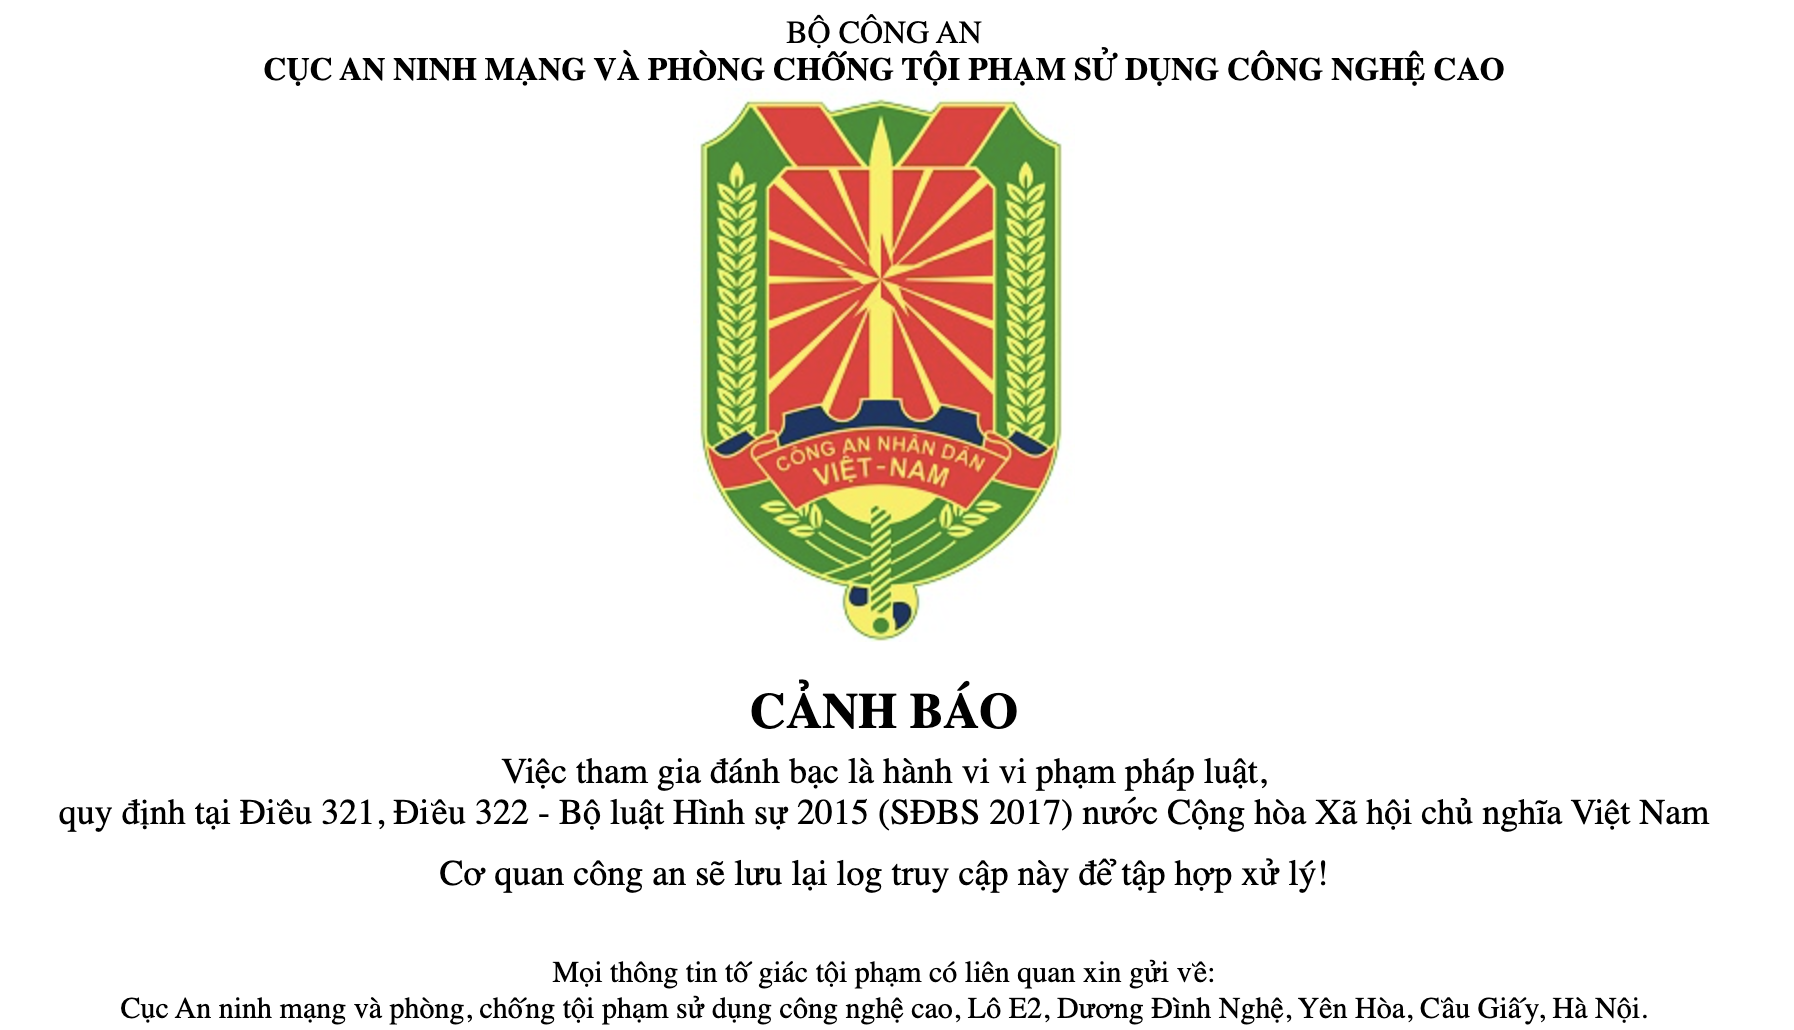 BỘ CÔNG AN
CỤC AN NINH MẠNG VÀ PHÒNG CHỐNG TỘI PHẠM SỬ DỤNG CÔNG NGHỆ CAO
CÔNG AN NHÂN DÂN
VIỆT-NAM
CẢNH BÁO
Việc tham gia đánh bạc là hành vi vi phạm pháp luật,
quy định tại Điều 321, Điều 322 - Bộ luật Hình sự 2015 (SĐBS 2017) nước Cộng hòa Xã hội chủ nghĩa Việt Nam
Cơ quan công an sẽ lưu lại log truy cập này để tập hợp xử lý!
Mọi thông tin tố giác tội phạm có liên quan xin gửi về:
Cục An ninh mạng và phòng, chống tội phạm sử dụng công nghệ cao, Lô E2, Dương Đình Nghệ, Yên Hòa, Cầu Giấy, Hà Nội.